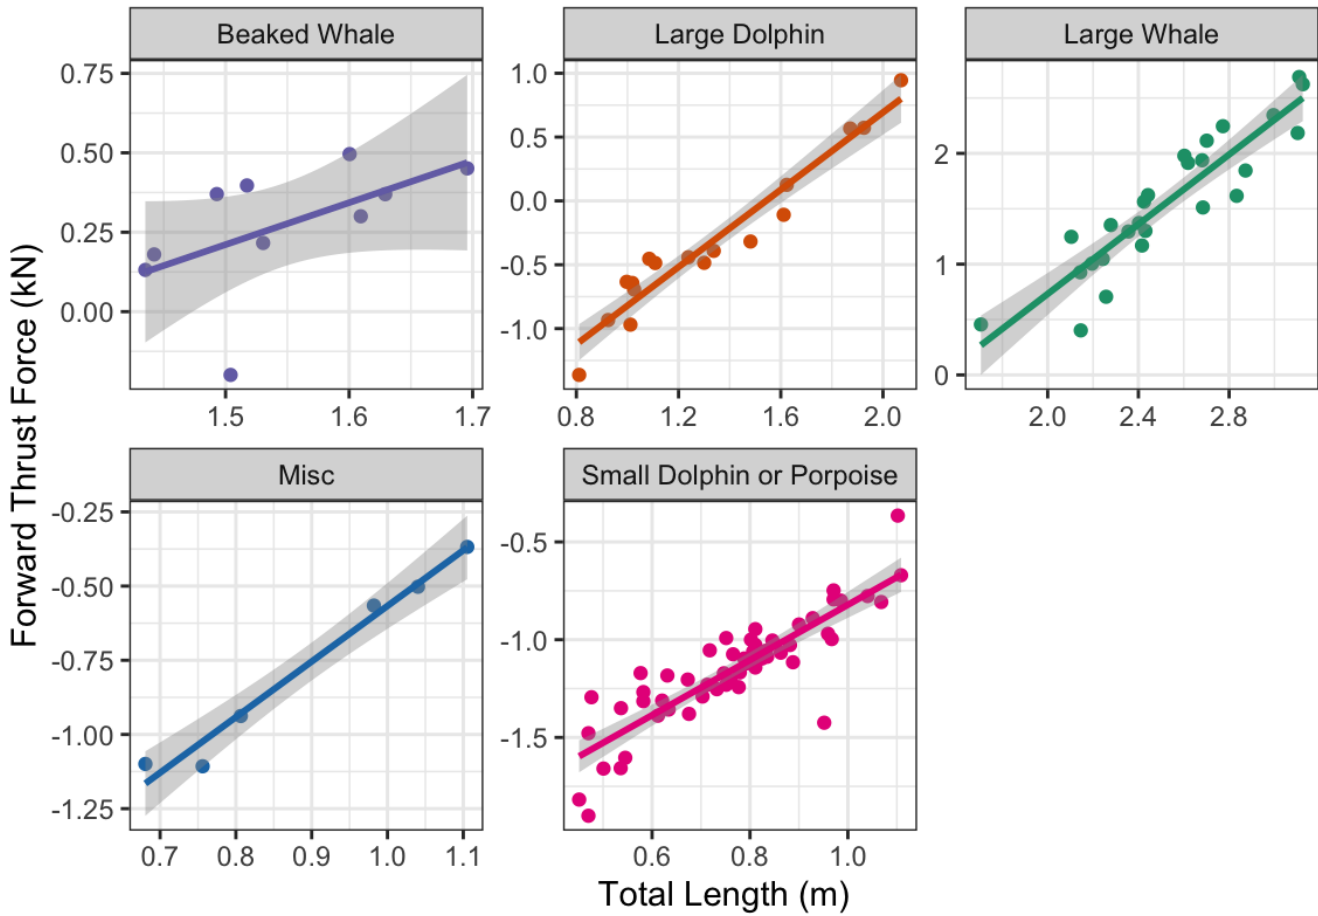 Beaked Whale
Large Dolphin
Large Whale
0.75
0.50
0.25
0.00
1.5 1.6 1.7
1.0
0.5
0.0
-0.5
-1.0
0.8 1.2 1.6 2.0
2
1
0
2.0 2.4 2.8
Forward Thrust Force (kN)
Misc
Small Dolphin or Porpoise
-0.25
-0.50
-0.75
-1.00
-1.25
0.7 0.8 0.9 1.0 1.1
-0.5
-1.0
-1.5
0.6 0.8 1.0
Total Length (m)